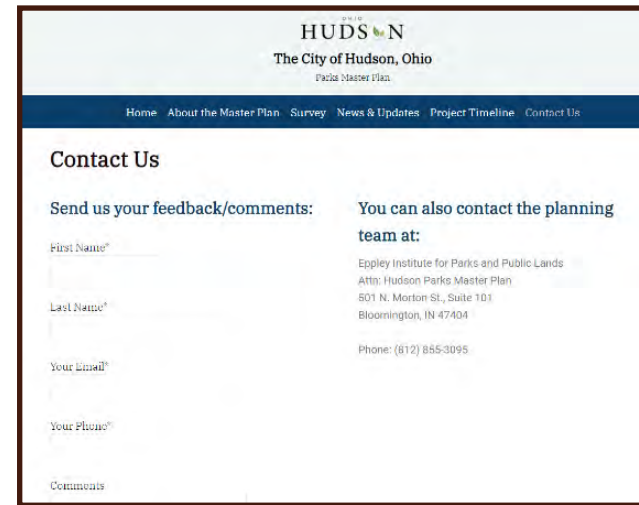 OHIO
HUDSON
The City of Hudson, Ohio
Parks Master Plan
Home About the Master Plan Survey News & Updates Project Timeline Contact Us
Contact Us
Send us your feedback/comments:
First Name*
Last Name*
Your Email*
Your Phone*
Comments
You can also contact the planning
team at:
Eppley Institute for Parks and Public Lands
Attn: Hudson Parks Master Plan
501 N. Morton St., Suite 101
Bloomington, IN 47404
Phone: (812) 855-3095